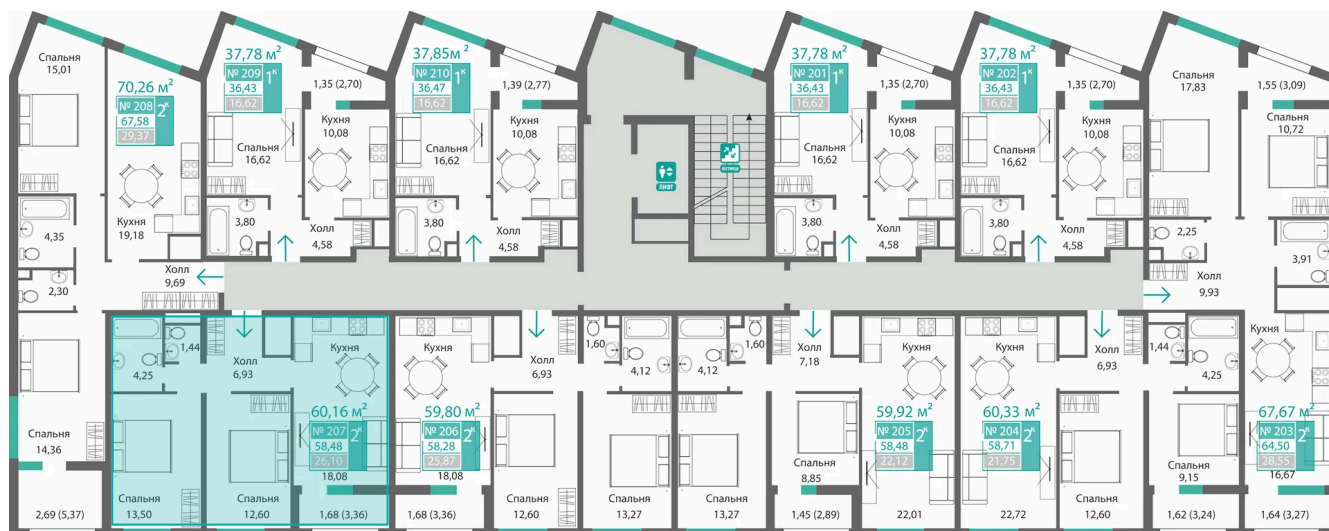 Спальня
15,01
70,26 м²
№ 208
2к
67,58
29,37
Кухня
19,18
4,35
2,30
Холл
9,69
Спальня
14,36
2,69 (5,37)
37,78 м²
№ 209
1к
36,43
16,62
1,35 (2,70)
Кухня
10,08
Спальня
16,62
3,80
Холл
4,58
37,85м²
№ 210
1к
36,47
16,62
1,39 (2,77)
Кухня
10,08
Спальня
16,62
3,80
Холл
4,58
ЛИФТ
ЛЕСТНИЦА
37,78 м²
№ 201
1к
36,43
16,62
1,35 (2,70)
Кухня
10,08
Спальня
16,62
3,80
Холл
4,58
37,78 м²
№ 202
1к
36,43
16,62
1,35 (2,70)
Кухня
10,08
Спальня
16,62
3,80
Холл
4,58
Спальня
17,83
1,55 (3,09)
Спальня
10,72
2,25
3,91
Холл
9,93
Кухня
67,67 м²
№ 203
2к
64,50
28,55
16,67
1,64 (3,27)
1,44
4,25
Холл
6,93
Кухня
60,16 м²
№ 207
2к
58,48
26,10
18,08
Спальня
13,50
Спальня
12,60
1,68 (3,36)
Кухня
59,80 м²
№ 206
2к
58,28
25,87
18,08
1,68 (3,36)
Холл
6,93
1,60
4,12
Спальня
12,60
Спальня
13,27
4,12
1,60
Холл
7,18
Спальня
13,27
Спальня
8,85
1,45 (2,89)
Кухня
59,92 м²
№ 205
2к
58,48
22,12
22,01
Кухня
60,33 м²
№ 204
2к
58,71
21,75
22,72
Холл
6,93
1,44
4,25
Спальня
12,60
Спальня
9,15
1,62 (3,24)